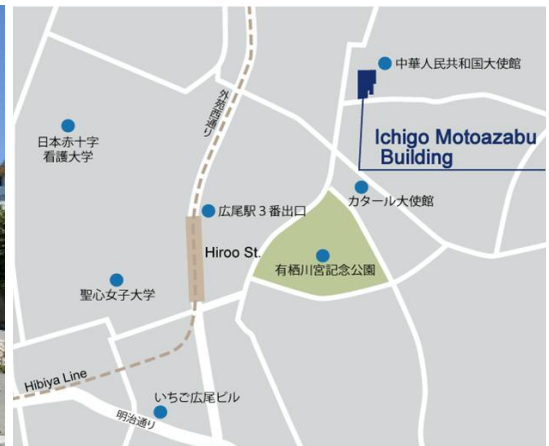 中華人民共和国大使館
外苑西通り
日本赤十字
看護大学
Ichigo Motoazabu
Building
カタール大使館
広尾駅３番出口
Hiroo St.
有栖川宮記念公園
聖心女子大学
Hibiya Line
いちご広尾ビル
明治通り